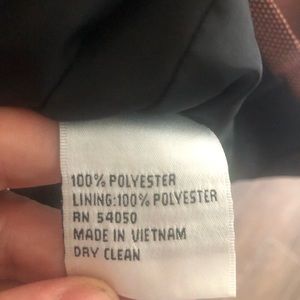 100% POLYESTER
LINING:100% POLYESTER
RN 54050
MADE IN VIETNAM
DRY CLEAN